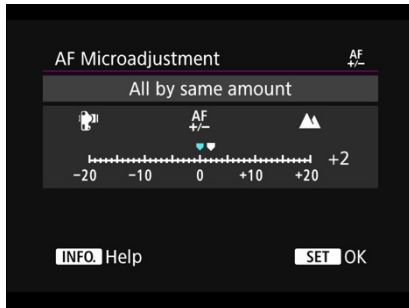 AF Microadjustment AF +/−
All by same amount
AF
+/−
+2
−20 −10 0 +10 +20
INFO. Help SET OK